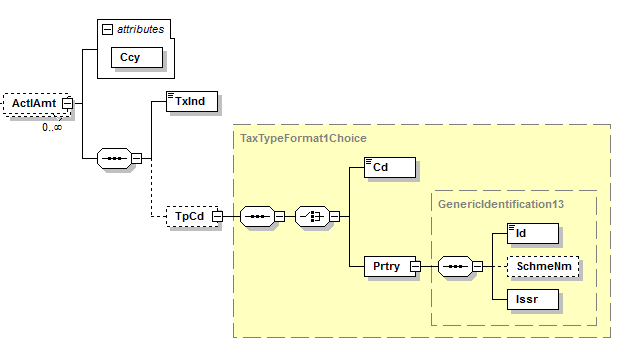 attributes
Ccy
ActlAmt
0..∞
TxInd
TaxTypeFormat1Choice
Cd
TpCd
GenericIdentification13
Id
Prtry
SchmeNm
Issr